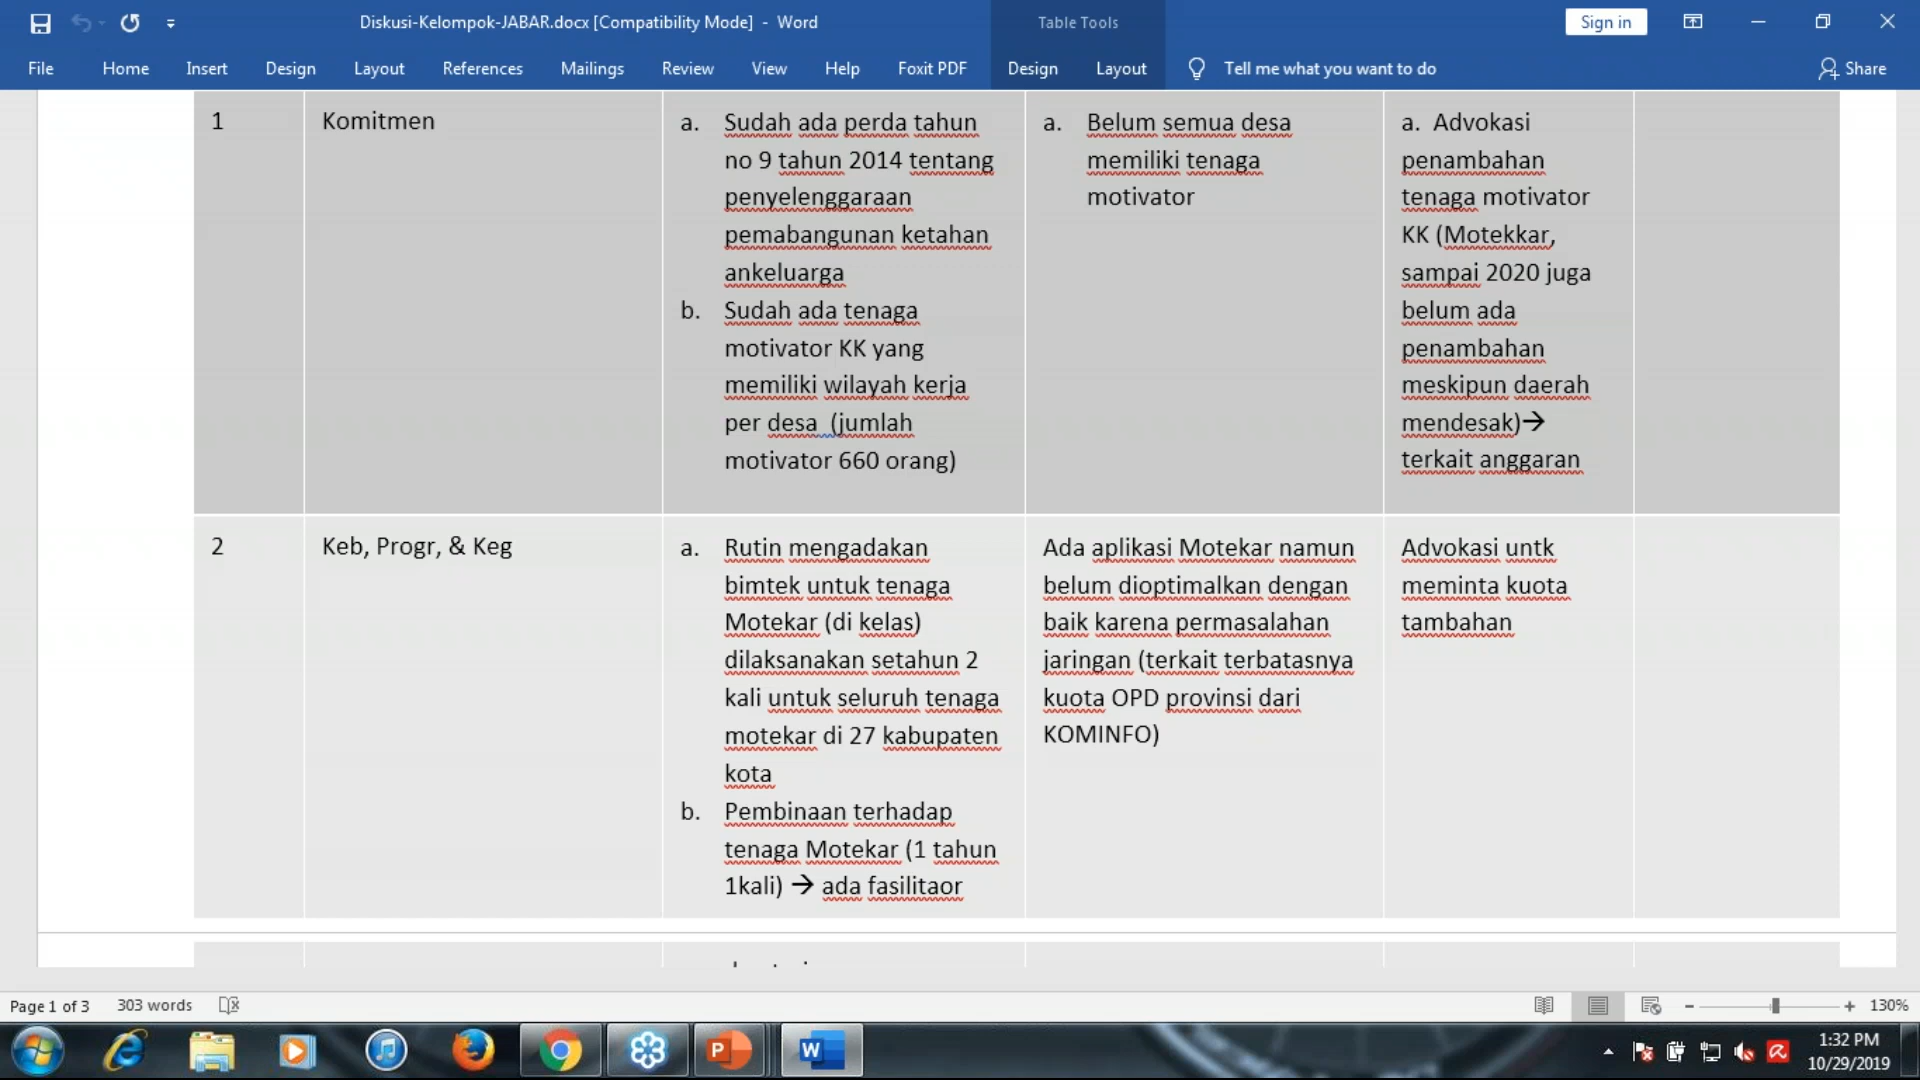 Diskusi-Kelompok-JABAR.docx [Compatibility Mode] - Word
Table Tools
Sign in
File
Home
Insert
Design
Layout
References
Mailings
Review
View
Help
Foxit PDF
Design
Layout
Tell me what you want to do
Share
1
Komitmen
a. Sudah ada perda tahun
no 9 tahun 2014 tentang
penyelenggaraan
pemabangunan ketahan
ankeluarga
b. Sudah ada tenaga
motivator KK yang
memiliki wilayah kerja
per desa (jumlah
motivator 660 orang)
a. Belum semua desa
memiliki tenaga
motivator
a. Advokasi
penambahan
tenaga motivator
KK (Motekkar,
sampai 2020 juga
belum ada
penambahan
meskipun daerah
mendesak)→
terkait anggaran
2
Keb, Progr, & Keg
a. Rutin mengadakan
bimtek untuk tenaga
Motekar (di kelas)
dilaksanakan setahun 2
kali untuk seluruh tenaga
motekar di 27 kabupaten
kota
b. Pembinaan terhadap
tenaga Motekar (1 tahun
1kali) → ada fasilitaor
Ada aplikasi Motekar namun
belum dioptimalkan dengan
baik karena permasalahan
jaringan (terkait terbatasnya
kuota OPD provinsi dari
KOMINFO)
Advokasi untk
meminta kuota
tambahan
Page 1 of 3
303 words
130%
1:32 PM
10/29/2019